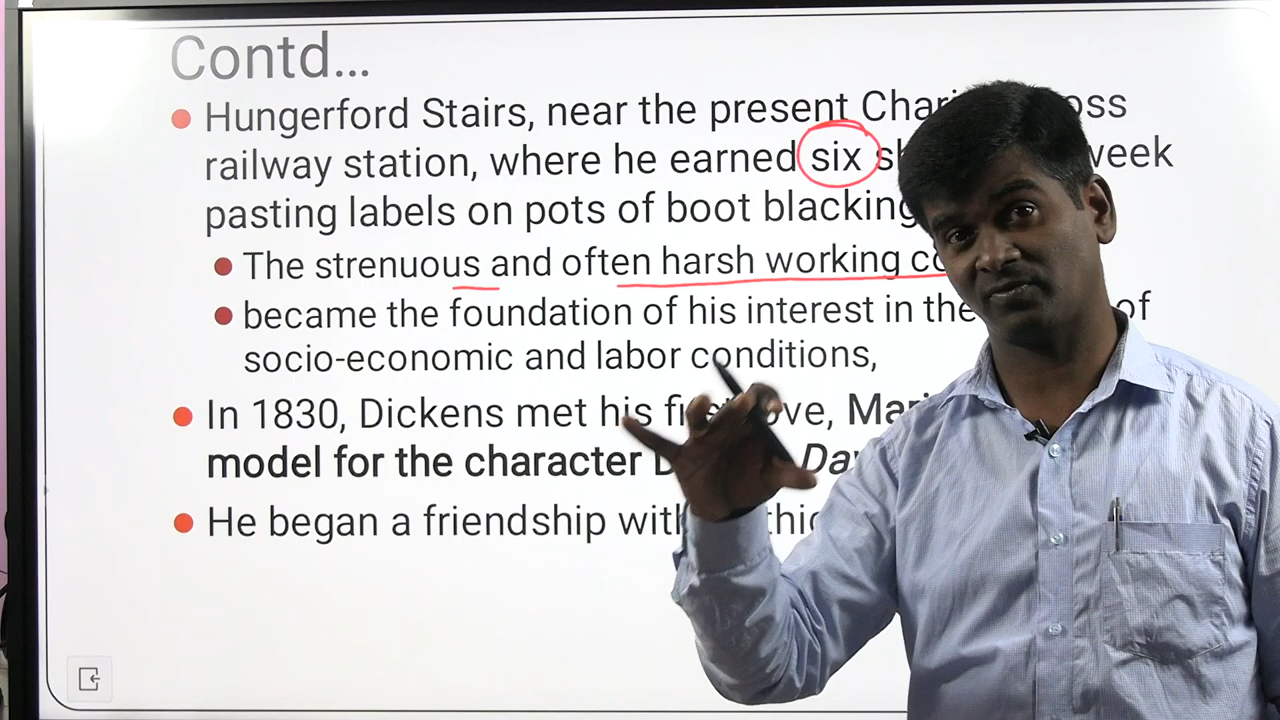 Contd...
Hungerford Stairs, near the present
railway station, where he earned six week
pasting labels on pots of boot blacking
The strenuous and often harsh working
became the foundation of his interest in the of
socio-economic and labor conditions,
In 1830, Dickens met his
model for the character
He began a friendship